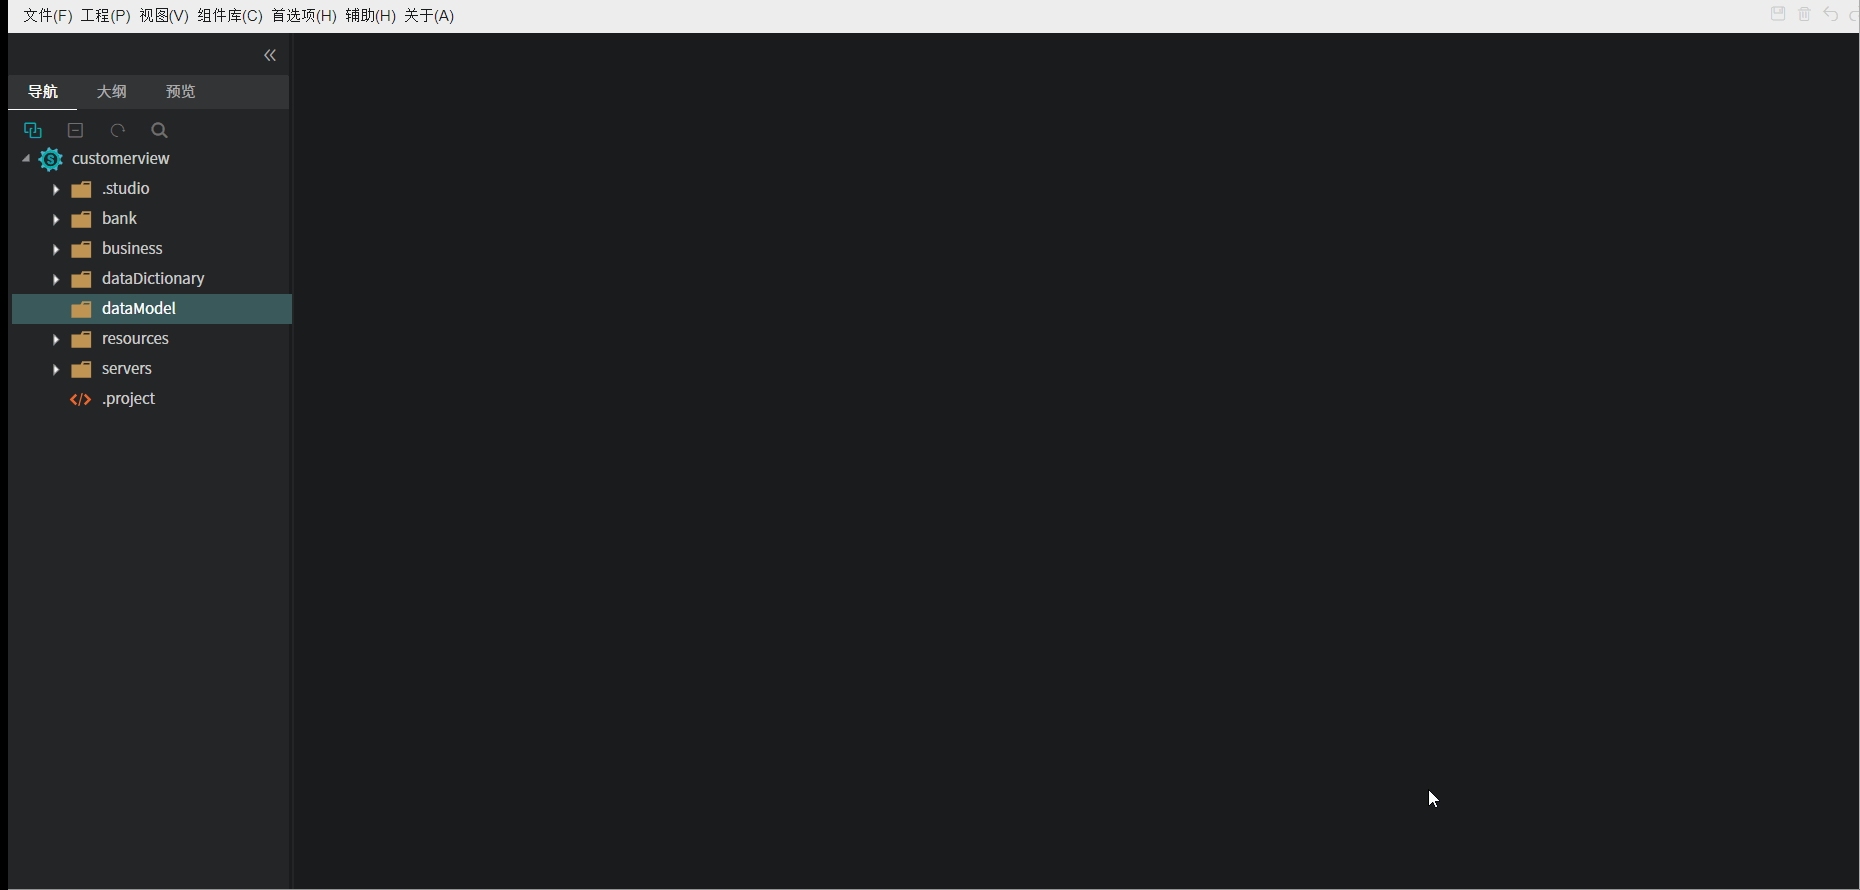 文件(F) 工程(P) 视图(V) 组件库(C) 首选项(H) 辅助(H) 关于(A)
导航 大纲 预览
customerview
.studio
bank
business
dataDictionary
dataModel
resources
servers
.project